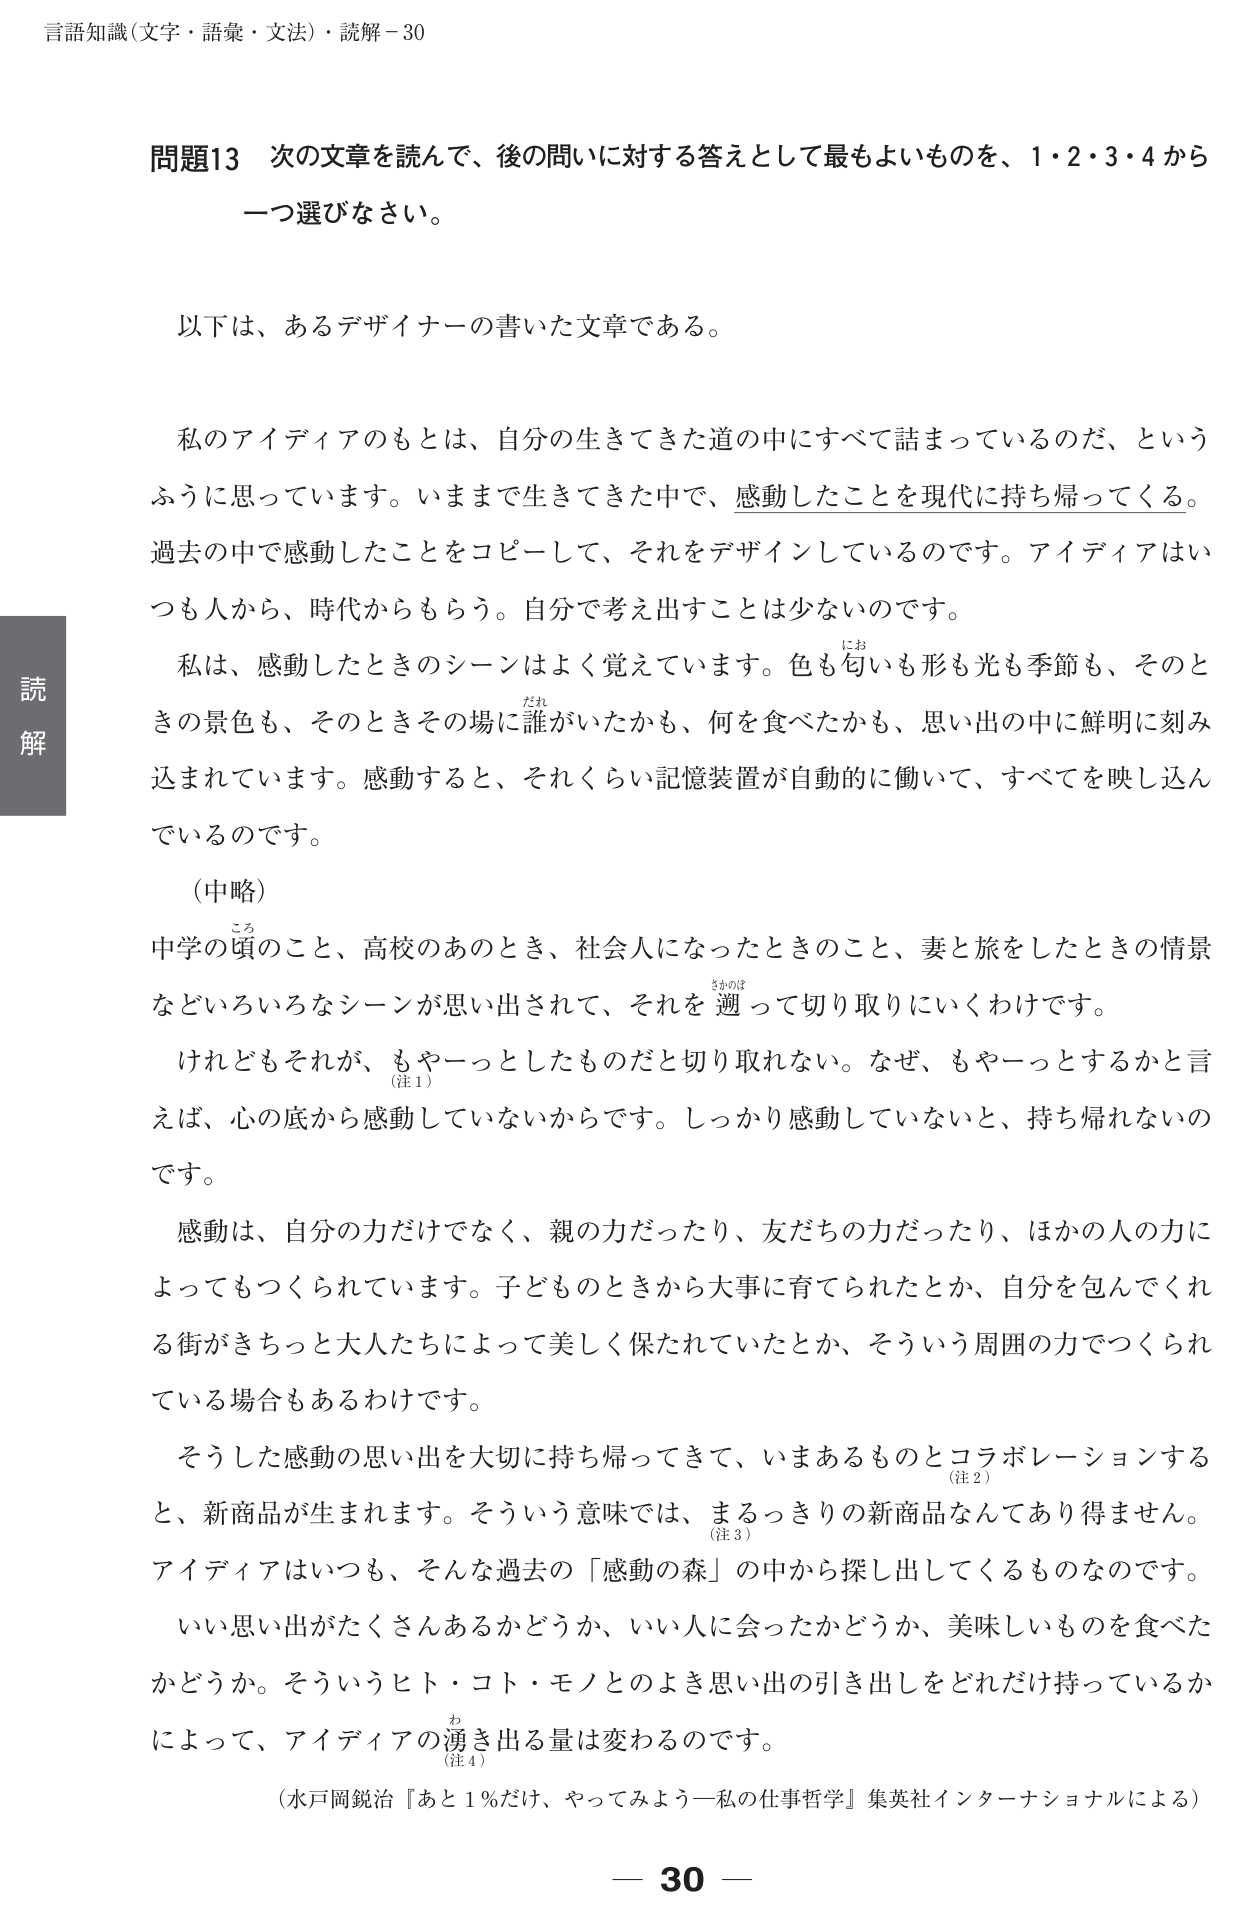 言語知識(文字・語彙・文法)・読解－30
問題13　次の文章を読んで、後の問いに対する答えとして最もよいものを、1・2・3・4から
一つ選びなさい。
以下は、あるデザイナーの書いた文章である。
私のアイディアのもとは、自分の生きてきた道の中にすべて詰まっているのだ、という
ふうに思っています。いままで生きてきた中で、感動したことを現代に持ち帰ってくる。
過去の中で感動したことをコピーして、それをデザインしているのです。アイディアはい
つも人から、時代からもらう。自分で考え出すことは少ないのです。
にお
私は、感動したときのシーンはよく覚えています。色も匂いも形も光も季節も、そのと
だれ
きの景色も、そのときその場に誰がいたかも、何を食べたかも、思い出の中に鮮明に刻み
込まれています。感動すると、それくらい記憶装置が自動的に働いて、すべてを映し込ん
でいるのです。
読解
（中略）
ころ
中学の頃のこと、高校のあのとき、社会人になったときのこと、妻と旅をしたときの情景
さかのぼ
などいろいろなシーンが思い出されて、それを遡って切り取りにいくわけです。
けれどもそれが、もやーっとしたものだと切り取れない。なぜ、もやーっとするかと言
（注1）
えば、心の底から感動していないからです。しっかり感動していないと、持ち帰れないの
です。
感動は、自分の力だけでなく、親の力だったり、友だちの力だったり、ほかの人の力に
よってもつくられています。子どものときから大事に育てられたとか、自分を包んでくれ
る街がきちっと大人たちによって美しく保たれていたとか、そういう周囲の力でつくられ
ている場合もあるわけです。
そうした感動の思い出を大切に持ち帰ってきて、いまあるものとコラボレーションする
（注2）
と、新商品が生まれます。そういう意味では、まるっきりの新商品なんてあり得ません。
（注3）
アイディアはいつも、そんな過去の「感動の森」の中から探し出してくるものなのです。
いい思い出がたくさんあるかどうか、いい人に会ったかどうか、美味しいものを食べた
かどうか。そういうヒト・コト・モノとのよき思い出の引き出しをどれだけ持っているか
わ
によって、アイディアの湧き出る量は変わるのです。
（注4）
（水戸岡鋭治『あと1％だけ、やってみよう―私の仕事哲学』集英社インターナショナルによる）
― 30 ―